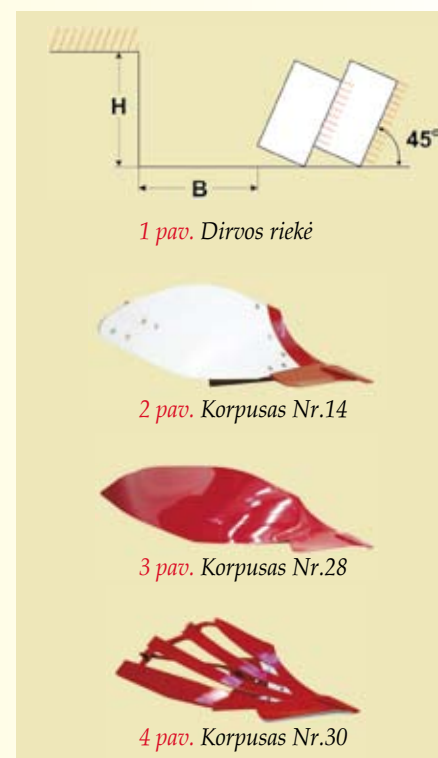 H
45°
B
1 pav. Dirvos riekė
2 pav. Korpusas Nr.14
3 pav. Korpusas Nr.28
4 pav. Korpusas Nr.30